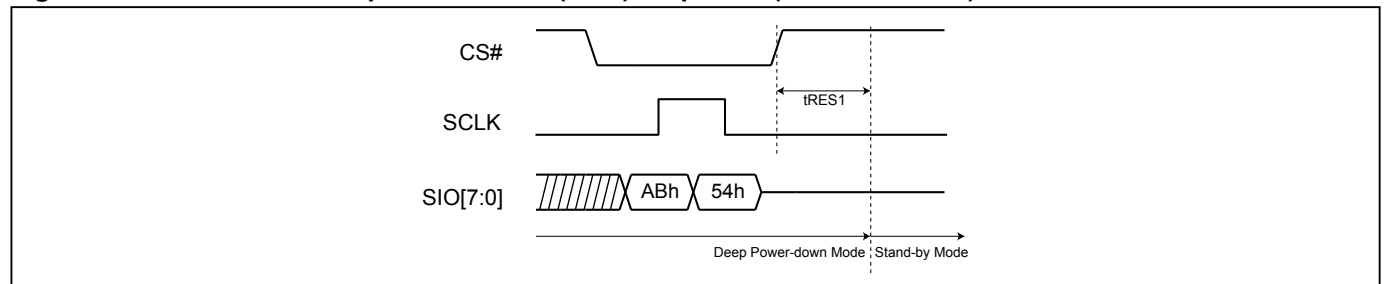 CS#
tRES1
SCLK
SIO[7:0]
ABh
54h
Deep Power-down Mode
Stand-by Mode